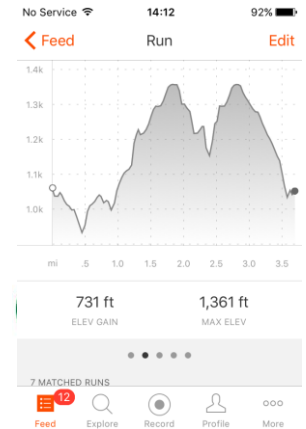 No Service 14:12 92%
Feed Run Edit
1.4k
1.3k
1.2k
1.1k
1.0k
mi .5 1.0 1.5 2.0 2.5 3.0 3.5
731 ft 1,361 ft
ELEV GAIN MAX ELEV
7 MATCHED RUNS
12
Feed Explore Record Profile More